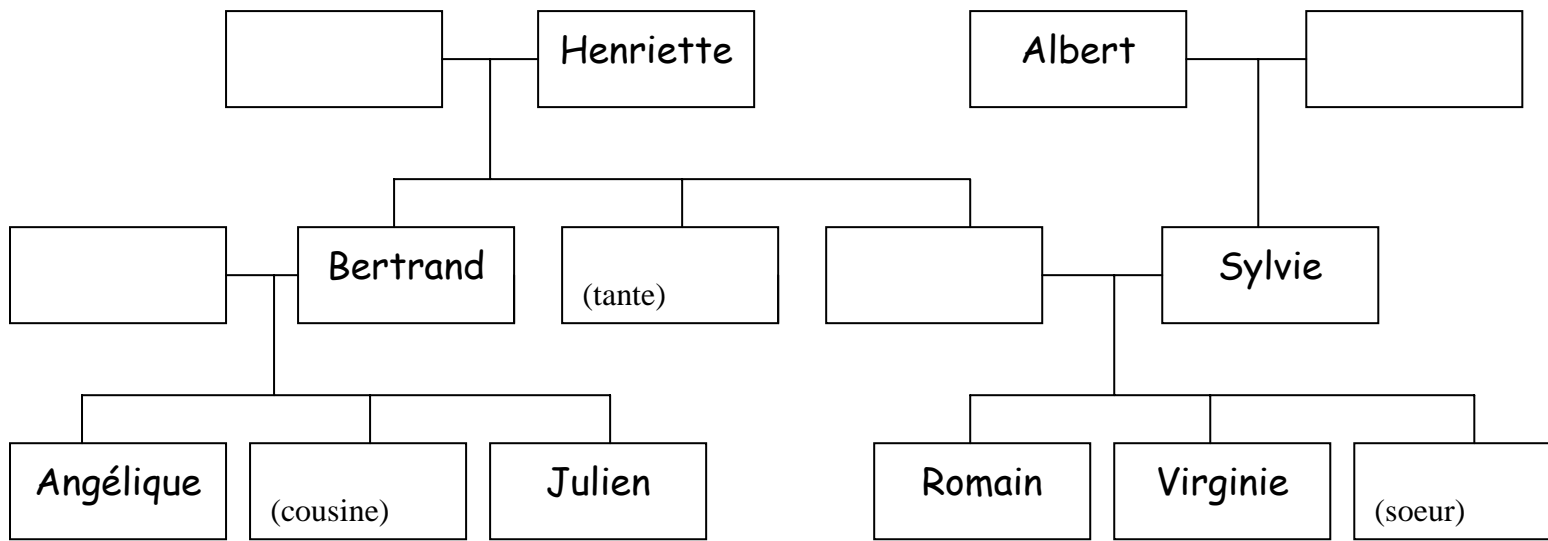 Henriette
Albert
Bertrand
(tante)
Sylvie
Angélique
(cousine)
Julien
Romain
Virginie
(soeur)